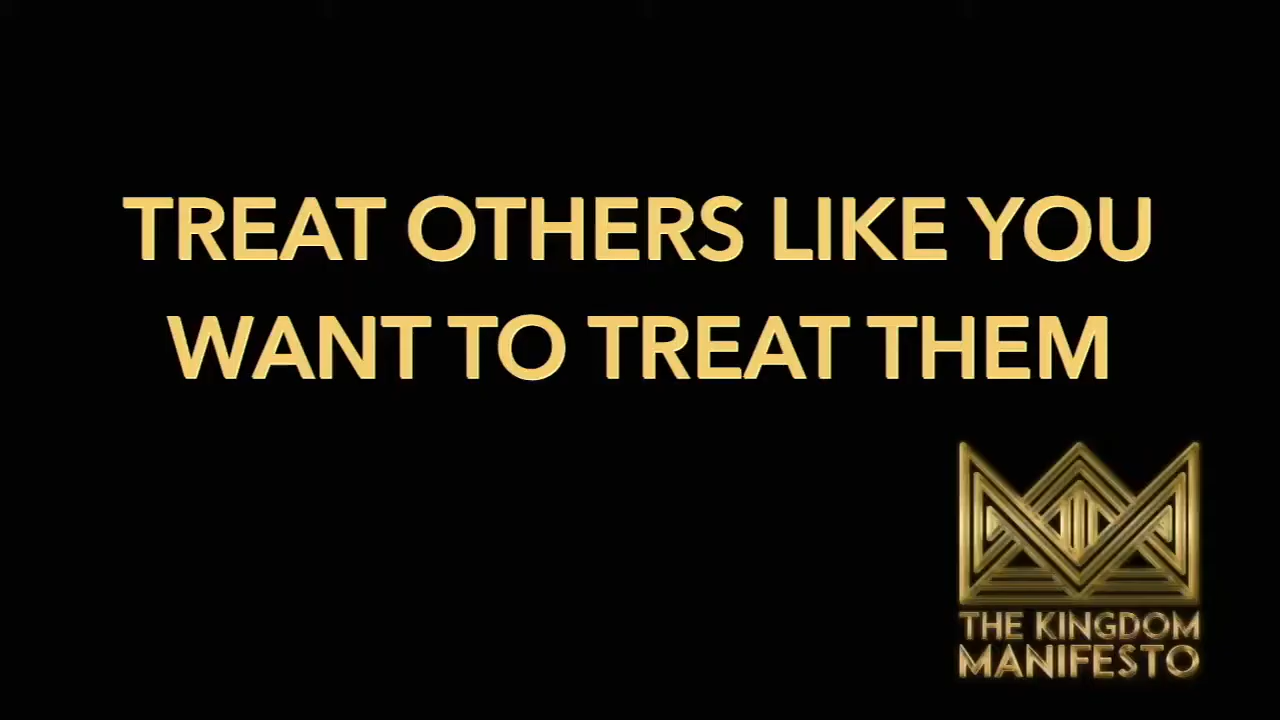 TREAT OTHERS LIKE YOU
WANT TO TREAT THEM
THE KINGDOM
MANIFESTO